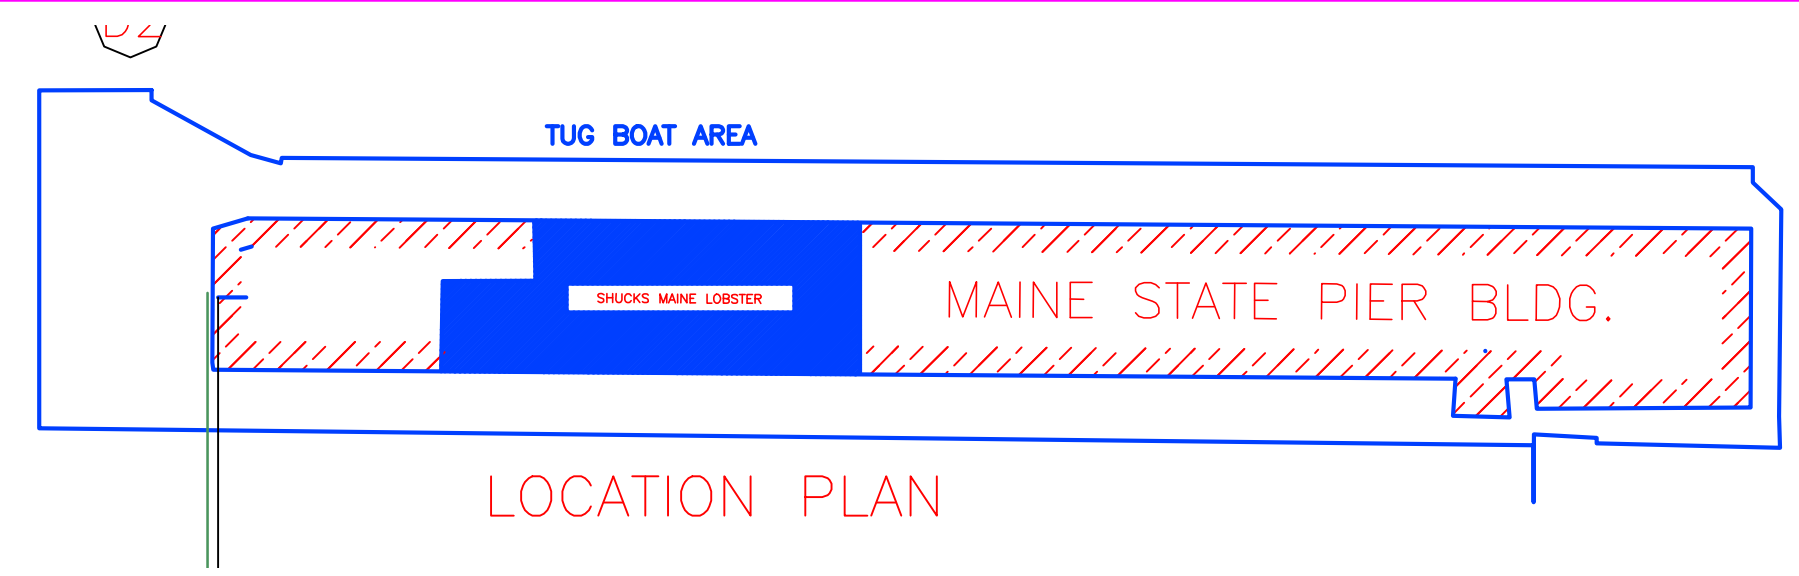 TUG BOAT AREA
SHUCKS MAINE LOBSTER
MAINE STATE PIER BLDG.
LOCATION PLAN